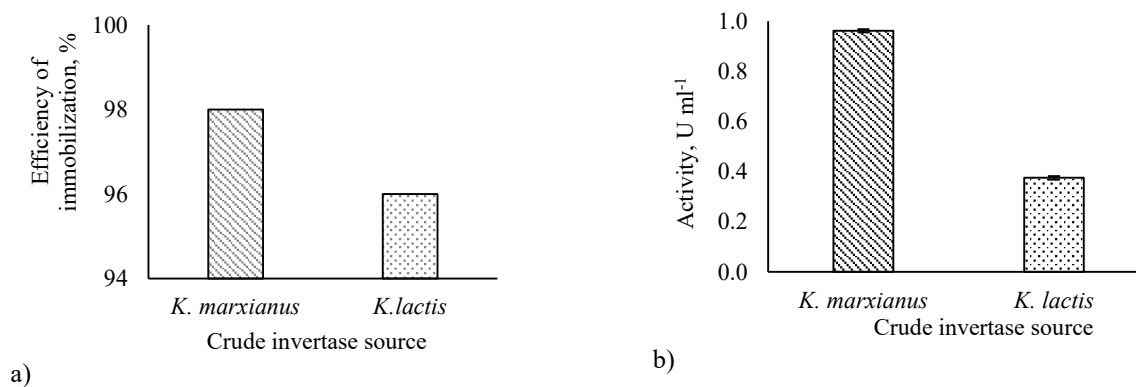 100
98
96
94
Efficiency of
immobilization, %
K. marxianus
K.lactis
Crude invertase source
a)
1.0
0.8
0.6
0.4
0.2
0.0
Activity, U ml-1
K. marxianus
K. lactis
Crude invertase source
b)